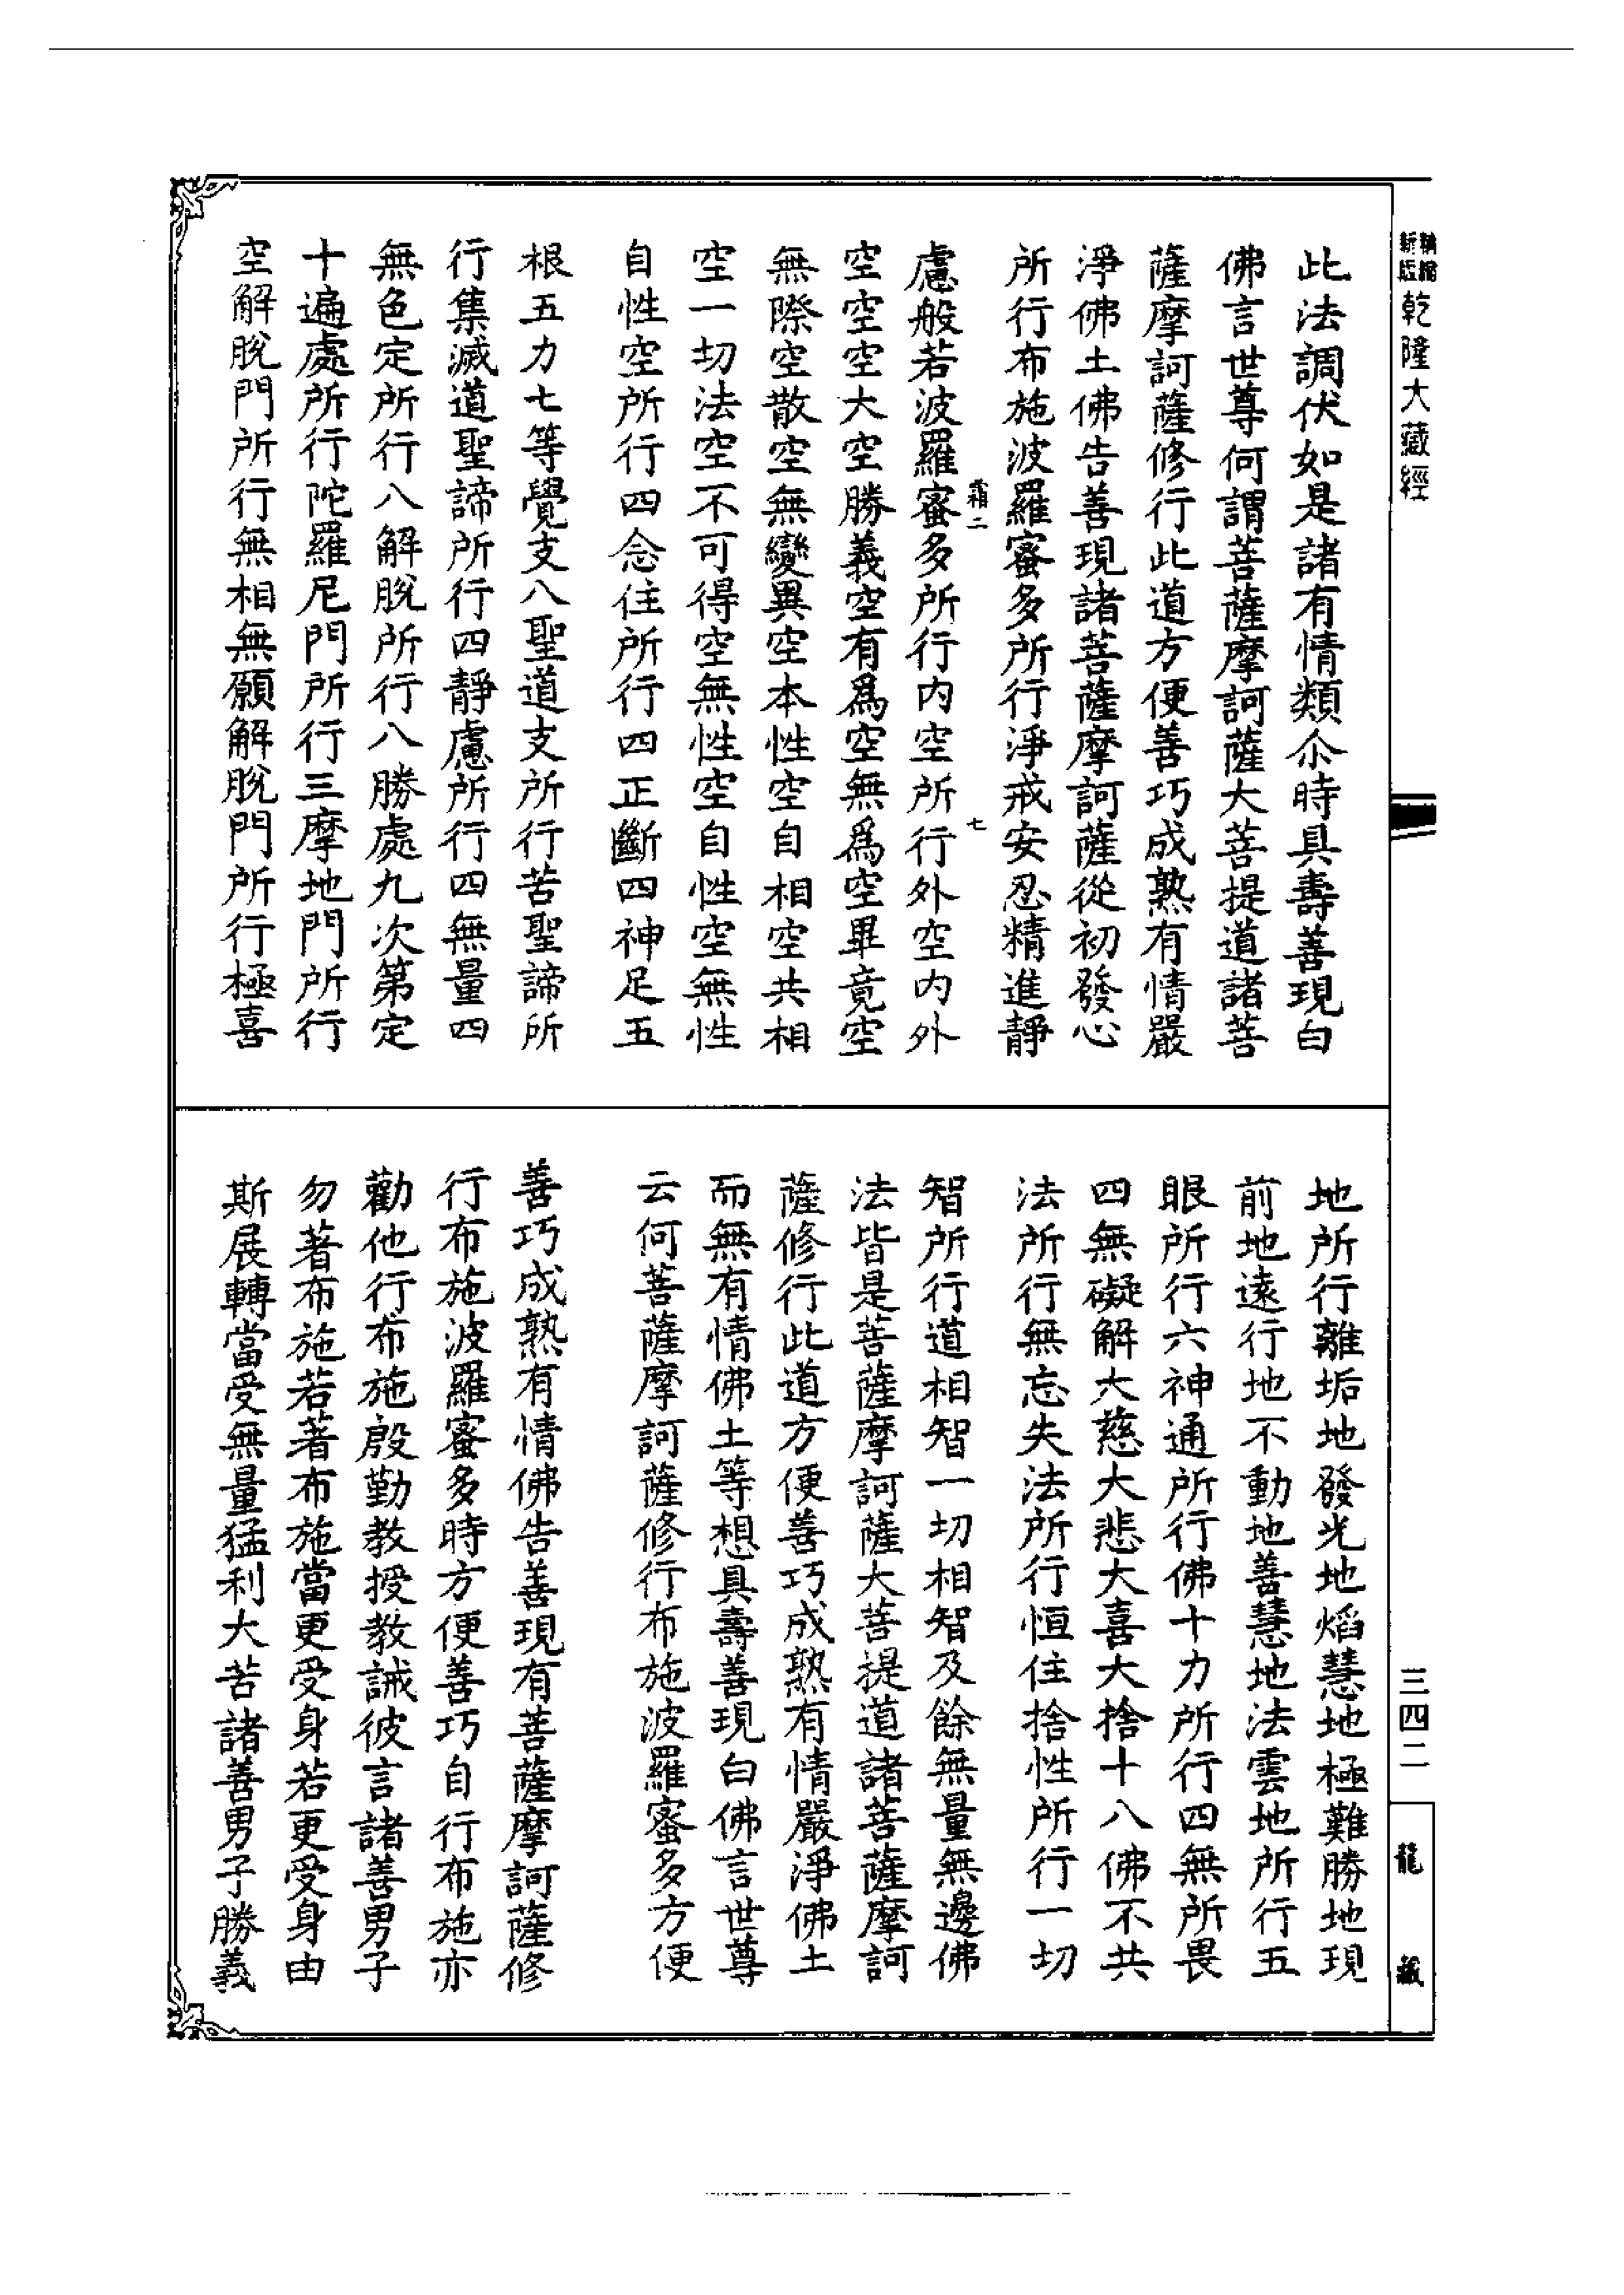 此法調伏如是諸有情類尒時具壽善現白
佛言世尊何謂菩薩摩訶薩大菩提道諸菩
薩摩訶薩修行此道方便善巧成熟有情嚴
淨佛土佛告善現諸菩薩摩訶薩從初發心
所行布施波羅蜜多所行淨戒安忍精進靜
霜二
七
慮般若波羅蜜多所行内空所行外空内外
空空空大空勝義空有爲空無爲空畢竟空
無際空散空無變異空本性空自相空共相
空一切法空不可得空無性空自性空無性
自性空所行四念住所行四正斷四神足五
根五力七等覺支八聖道支所行苦聖諦所
行集滅道聖諦所行四靜慮所行四無量四
無色定所行八解脫所行八勝處九次第定
十遍處所行陀羅尼門所行三摩地門所行
空解脫門所行無相無願解脫門所行極喜
地所行離垢地發光地焰慧地極難勝地現
前地遠行地不動地善慧地法雲地所行五
眼所行六神通所行佛十力所行四無所畏
四無礙解大慈大悲大喜大捨十八佛不共
法所行無忘失法所行恒住捨性所行一切
智所行道相智一切相智及餘無量無邊佛
法皆是菩薩摩訶薩大菩提道諸菩薩摩訶
薩修行此道方便善巧成熟有情嚴淨佛土
而無有情佛土等想具壽善現白佛言世尊
云何菩薩摩訶薩修行布施波羅蜜多方便
善巧成熟有情佛告善現有菩薩摩訶薩修
行布施波羅蜜多時方便善巧自行布施亦
勸他行布施殷勤教授教誡彼言諸善男子
勿著布施若著布施當更受身若更受身由
斯展轉當受無量猛利大苦諸善男子勝義
精縮
新版
乾隆大藏經
三四二
龍藏